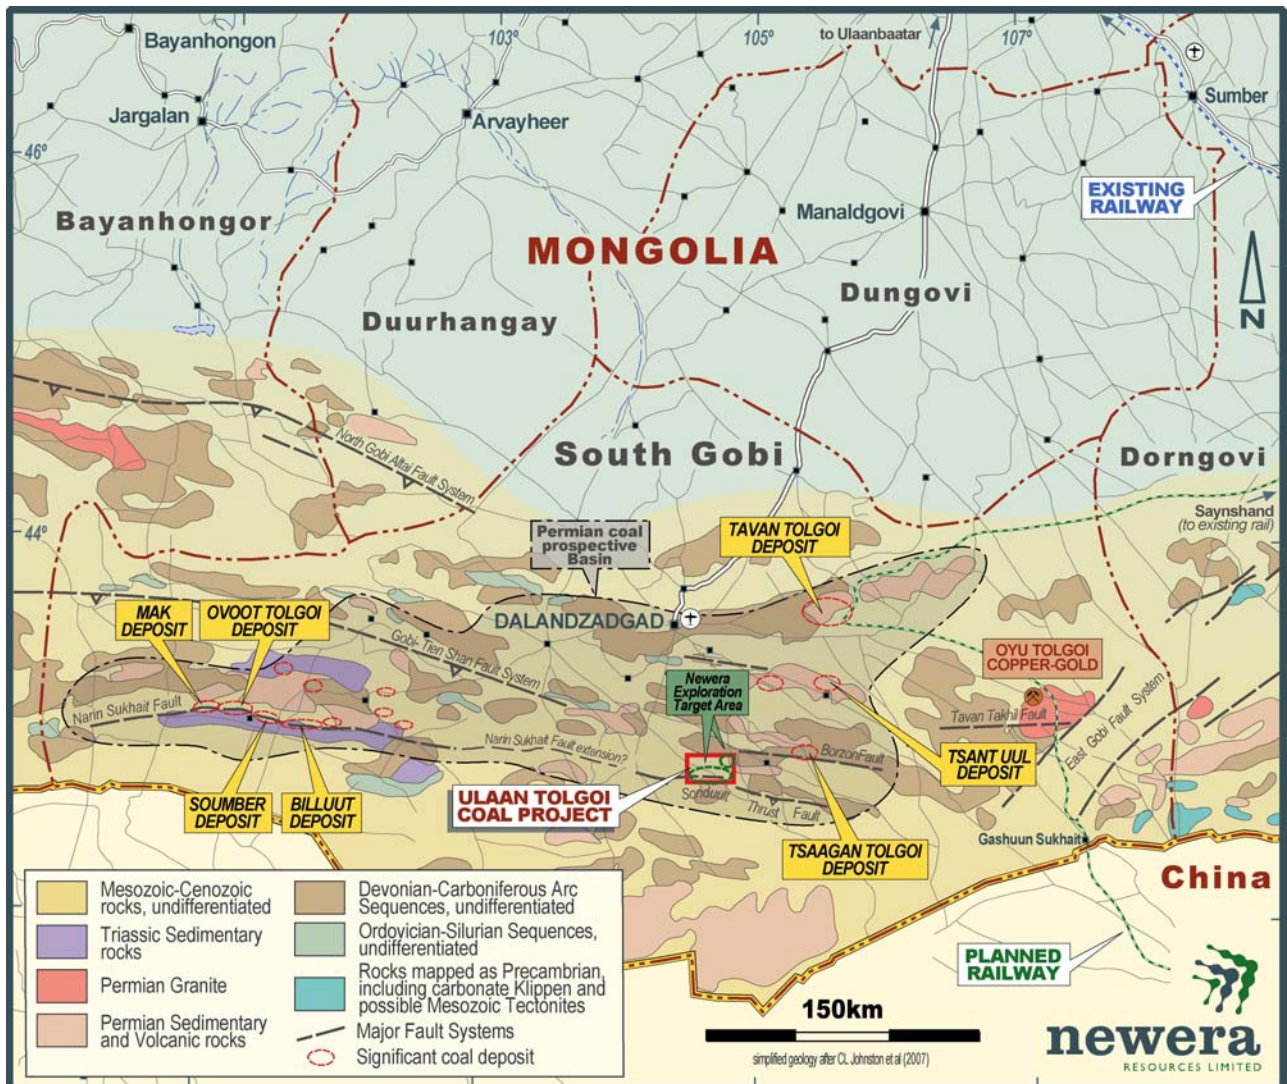 103°
105°
107°
to Ulaanbaatar
Bayanhongon
Jargalan
Arvayheer
Sumber
46°
EXISTING
RAILWAY
Bayanhongor
Manaldgovi
MONGOLIA
N
Duurhangay
Dungovi
North Gobi Altai Fault System
South Gobi
Dorngovi
Saynshand
(to existing rail)
44°
Permian coal
prospective
Basin
TAVAN TOLGOI
DEPOSIT
MAK
DEPOSIT
OVOOT TOLGOI
DEPOSIT
DALANDZADGAD
Gobi-Tien Shan Fault System
OYU TOLGOI
COPPER-GOLD
Newera
Exploration
Target Area
Narin Sukhait Fault
Tavan Takhil Fault
East Gobi Fault System
Narin Sukhait Fault extension?
Borzon Fault
TSANT UUL
DEPOSIT
SOUMBER
DEPOSIT
BILLUUT
DEPOSIT
ULAAN TOLGOI
COAL PROJECT
Thrust Fault
TSAAGAN TOLGOI
DEPOSIT
Gashuun Sukhait
China
Mesozoic-Cenozoic
rocks, undifferentiated
Triassic Sedimentary
rocks
Permian Granite
Permian Sedimentary
and Volcanic rocks
Devonian-Carboniferous Arc
Sequences, undifferentiated
Ordovician-Silurian Sequences,
undifferentiated
Rocks mapped as Precambrian,
including carbonate Klippen and
possible Mesozoic Tectonites
Major Fault Systems
Significant coal deposit
PLANNED
RAILWAY
150km
simplified geology after CL Johnston et al (2007)
newera
RESOURCES LIMITED